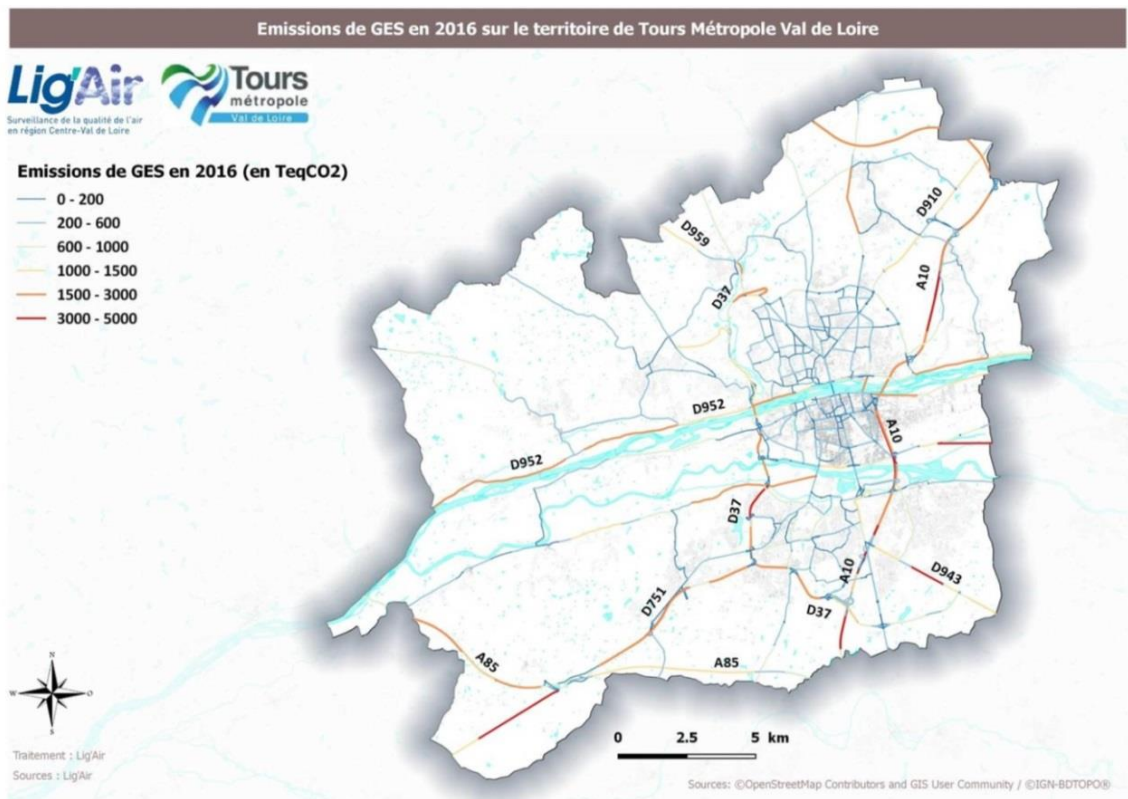 Emissions de GES en 2016 sur le territoire de Tours Métropole Val de Loire
Lig'Air
Surveillance de la qualité de l'air
en région Centre-Val de Loire
Tours
métropole
Val de Loire
Emissions de GES en 2016 (en TeqCO2)
0 - 200
200 - 600
600 - 1000
1000 - 1500
1500 - 3000
3000 - 5000
D910
D959
A10
D37
D952
A10
D952
D37
A10
D943
D751
D37
A85
A85
N
W
O
S
0 2.5 5 km
Traitement : Lig'Air
Sources : Lig'Air
Sources: ©OpenStreetMap Contributors and GIS User Community / ©IGN-BDTOPO®